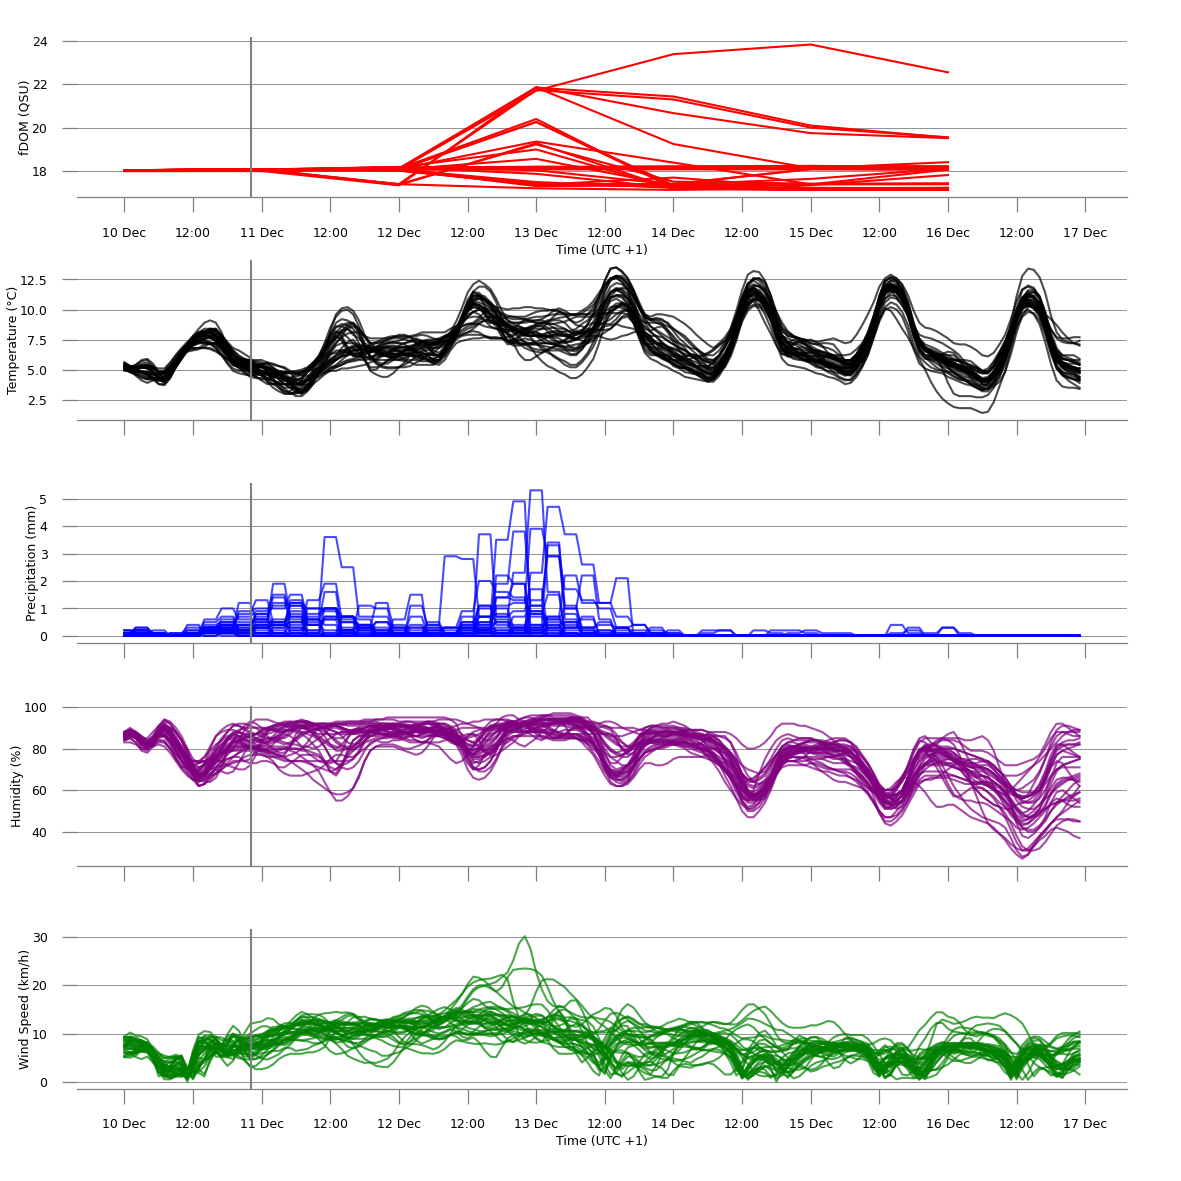 24
22
20
18
fDOM (QSU)
10 Dec 12:00 11 Dec 12:00 12 Dec 12:00 13 Dec 12:00 14 Dec 12:00 15 Dec 12:00 16 Dec 12:00 17 Dec
Time (UTC +1)
12.5
10.0
7.5
5.0
2.5
Temperature (°C)
5
4
3
2
1
0
Precipitation (mm)
100
80
60
40
Humidity (%)
30
20
10
0
Wind Speed (km/h)
10 Dec 12:00 11 Dec 12:00 12 Dec 12:00 13 Dec 12:00 14 Dec 12:00 15 Dec 12:00 16 Dec 12:00 17 Dec
Time (UTC +1)